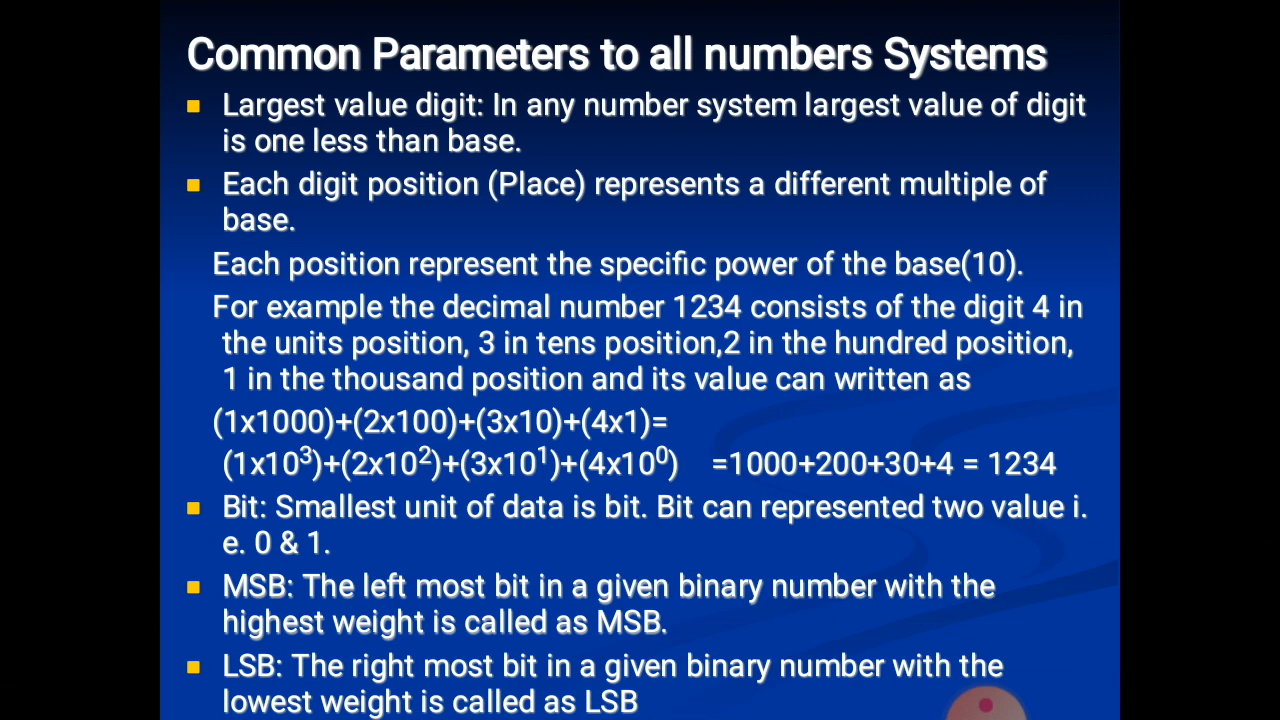 Common Parameters to all numbers Systems
Largest value digit: In any number system largest value of digit
is one less than base.
Each digit position (Place) represents a different multiple of
base.
Each position represent the specific power of the base(10).
For example the decimal number 1234 consists of the digit 4 in
the units position, 3 in tens position,2 in the hundred position,
1 in the thousand position and its value can written as
(1x1000)+(2x100)+(3x10)+(4x1)=
(1x10³)+(2x10²)+(3x10¹)+(4x10⁰) =1000+200+30+4 = 1234
Bit: Smallest unit of data is bit. Bit can represented two value i.
e. 0 & 1.
MSB: The left most bit in a given binary number with the
highest weight is called as MSB.
LSB: The right most bit in a given binary number with the
lowest weight is called as LSB